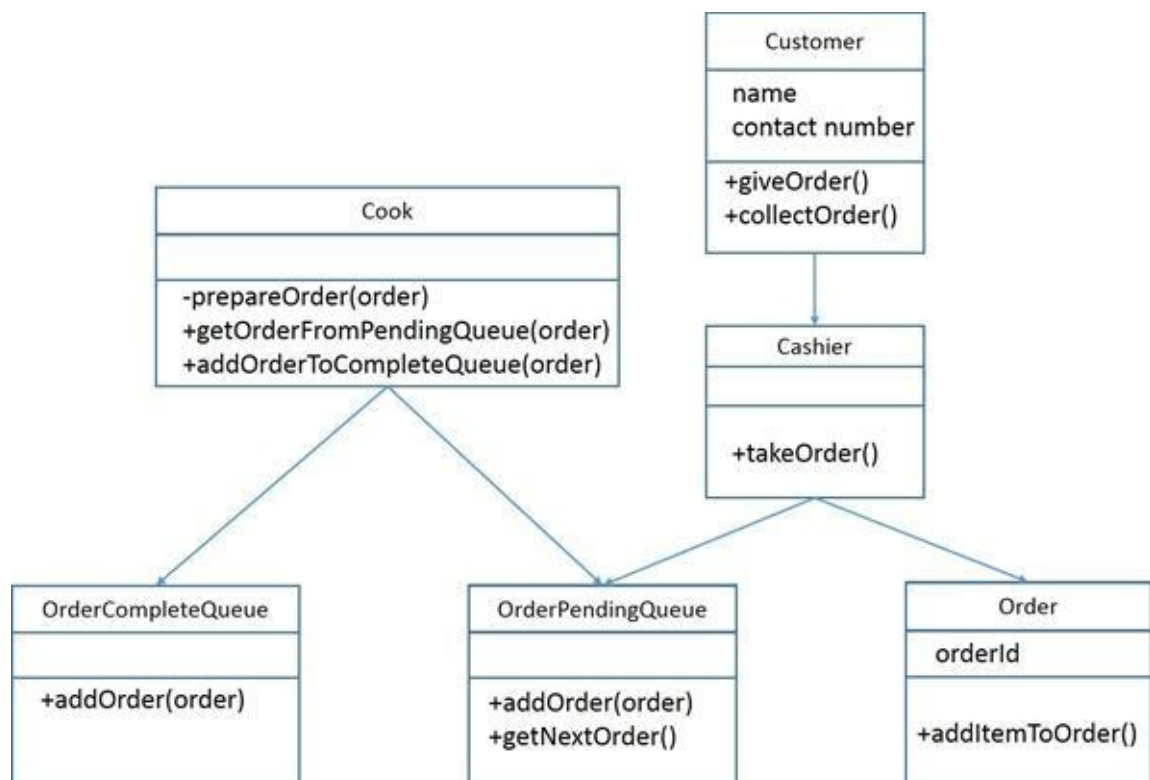 Customer
name
contact number
+giveOrder()
+collectOrder()
Cook
-prepareOrder(order)
+getOrderFromPendingQueue(order)
+addOrderToCompleteQueue(order)
Cashier
+takeOrder()
OrderCompleteQueue
+addOrder(order)
OrderPendingQueue
+addOrder(order)
+getNextOrder()
Order
orderId
+addItemToOrder()